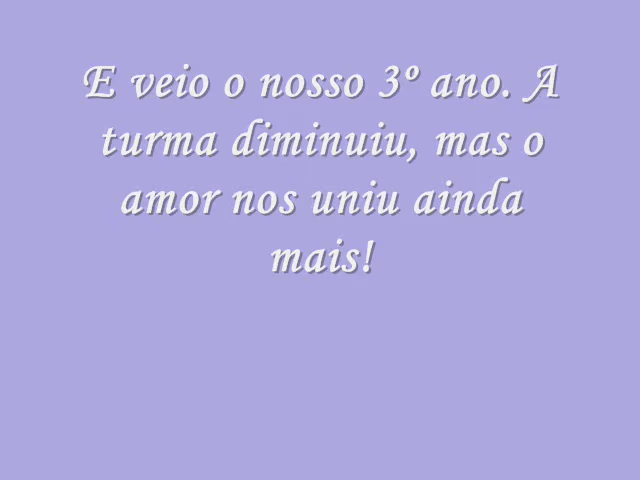 E veio o nosso 3º ano. A
turma diminuiu, mas o
amor nos uniu ainda
mais!